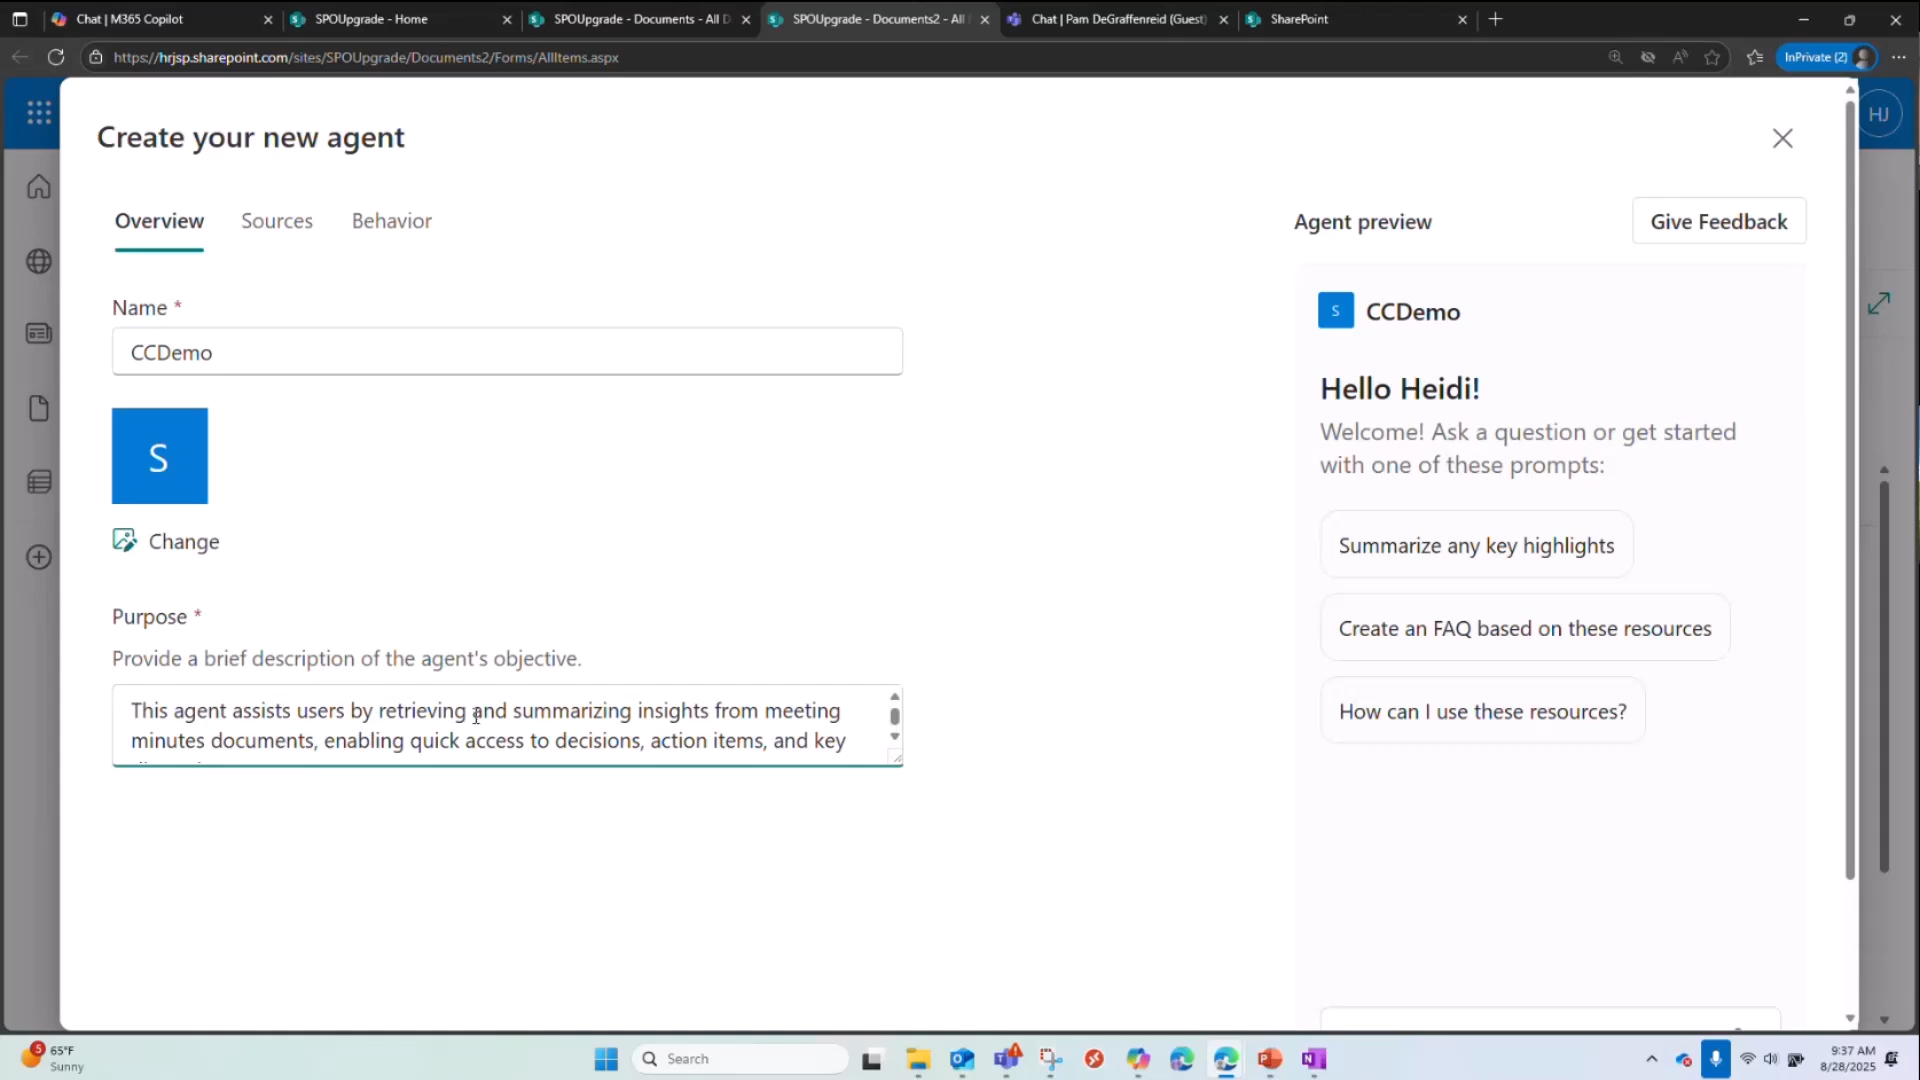 Chat | M365 Copilot
SPOUpgrade - Home
SPOUpgrade - Documents - All D
SPOUpgrade - Documents2 - All
Chat | Pam DeGraffenreid (Guest)
SharePoint
https://hrjsp.sharepoint.com/sites/SPOUpgrade/Documents2/Forms/AllItems.aspx
InPrivate (2)
HJ
Create your new agent
Overview
Sources
Behavior
Agent preview
Give Feedback
Name *
CCDemo
S
Change
Purpose *
Provide a brief description of the agent's objective.
This agent assists users by retrieving and summarizing insights from meeting
minutes documents, enabling quick access to decisions, action items, and key
S
CCDemo
Hello Heidi!
Welcome! Ask a question or get started
with one of these prompts:
Summarize any key highlights
Create an FAQ based on these resources
How can I use these resources?
5
65°F
Sunny
Search
9:37 AM
8/28/2025